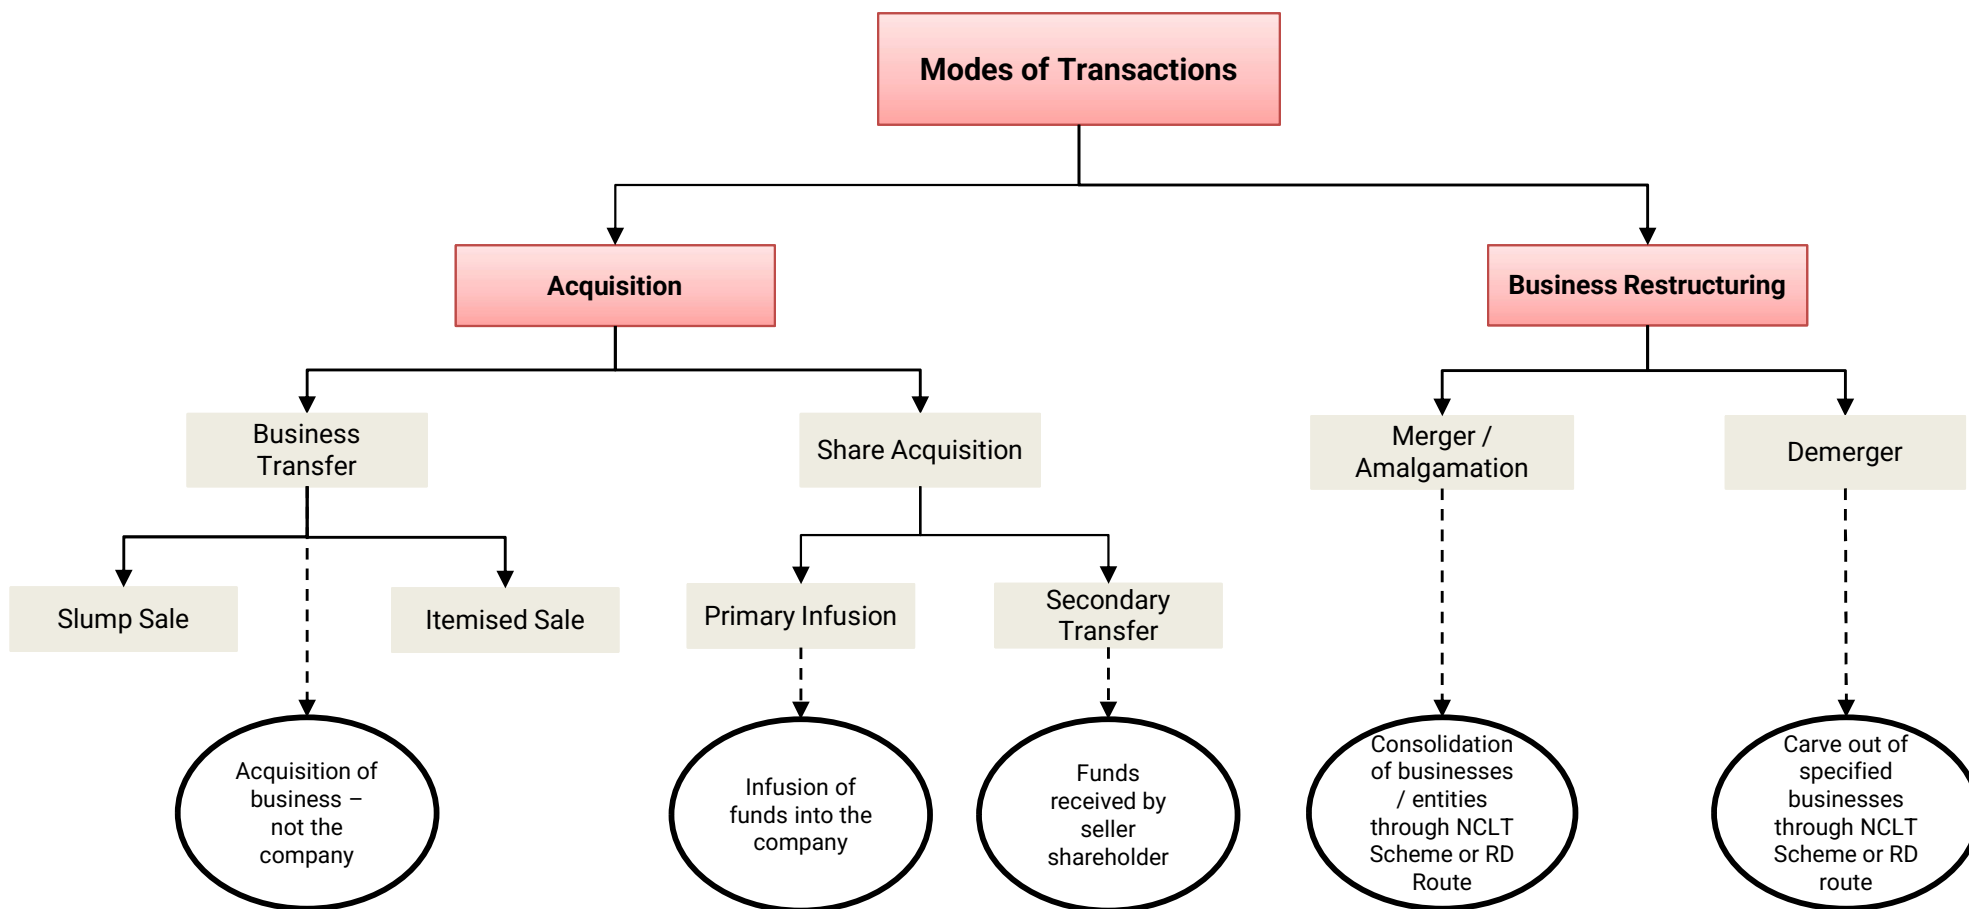 Modes of Transactions
Acquisition
Business Restructuring
Business
Transfer
Share Acquisition
Merger /
Amalgamation
Demerger
Slump Sale
Itemised Sale
Primary Infusion
Secondary
Transfer
Acquisition of
business –
not the
company
Infusion of
funds into the
company
Funds
received by
seller
shareholder
Consolidation
of businesses
/ entities
through NCLT
Scheme or RD
Route
Carve out of
specified
businesses
through NCLT
Scheme or RD
route